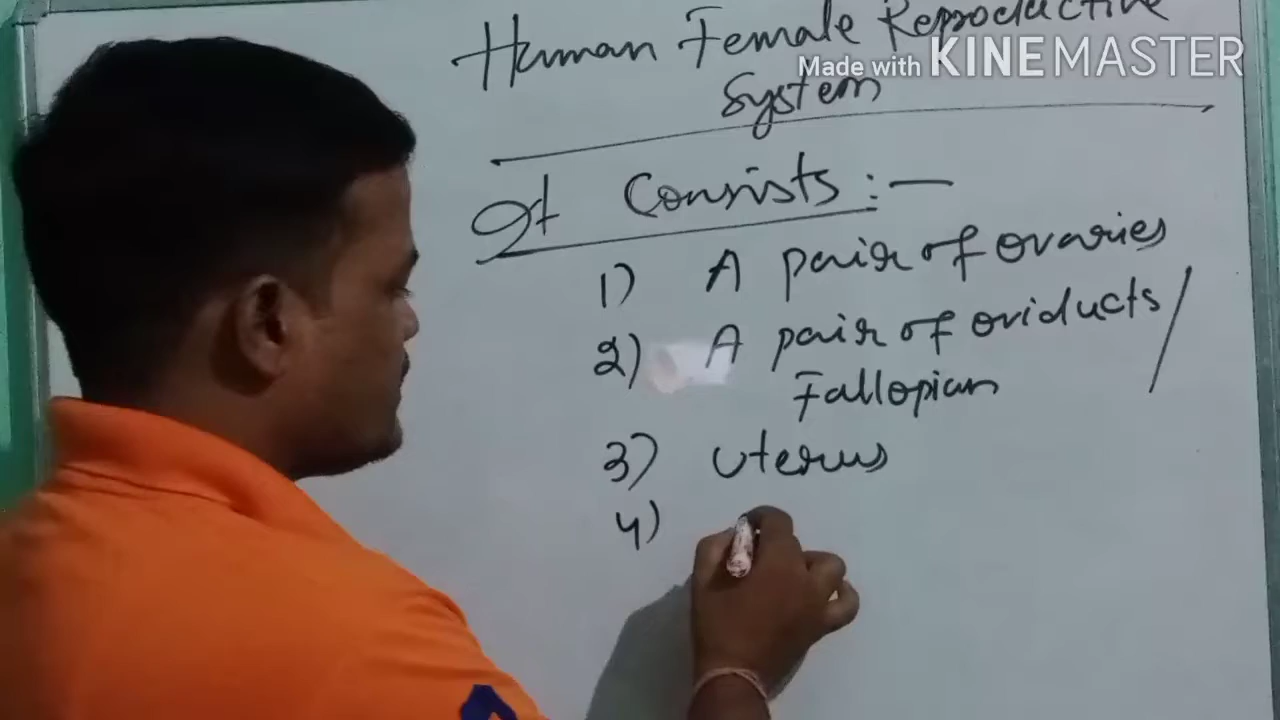 Human Female Reproductive
Made with KINEMASTER
System
It Consists :-
1) A pair of ovaries
2) A pair of oviducts /
Fallopian
3) Uterus
4)